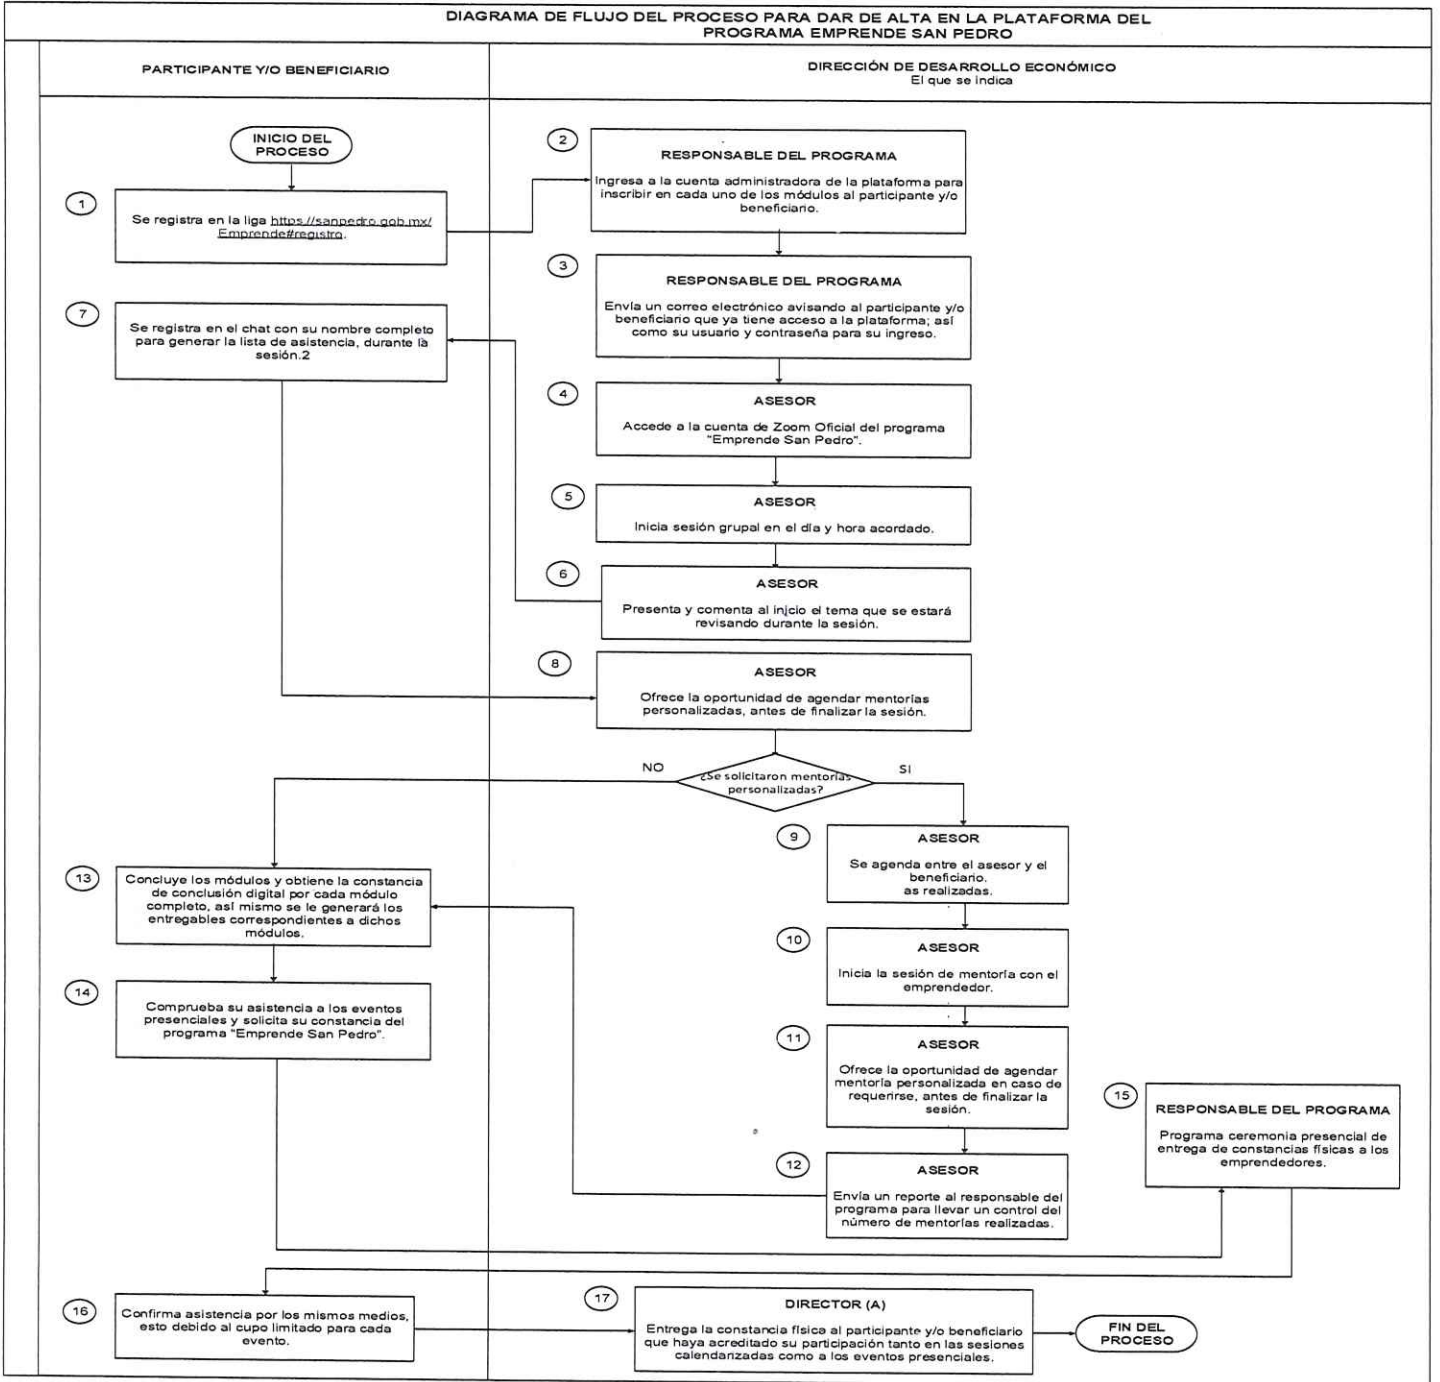 DIAGRAMA DE FLUJO DEL PROCESO PARA DAR DE ALTA EN LA PLATAFORMA DEL
PROGRAMA EMPRENDE SAN PEDRO
PARTICIPANTE Y/O BENEFICIARIO
DIRECCIÓN DE DESARROLLO ECONÓMICO
El que se indica
INICIO DEL
PROCESO
1
Se registra en la liga https://sanpedro.gob.mx/
Emprende#registro.
2
RESPONSABLE DEL PROGRAMA
Ingresa a la cuenta administradora de la plataforma para
inscribir en cada uno de los módulos al participante y/o
beneficiario.
3
RESPONSABLE DEL PROGRAMA
Envía un correo electrónico avisando al participante y/o
beneficiario que ya tiene acceso a la plataforma; así
como su usuario y contraseña para su ingreso.
4
ASESOR
Accede a la cuenta de Zoom Oficial del programa
"Emprende San Pedro".
5
ASESOR
Inicia sesión grupal en el día y hora acordado.
6
ASESOR
Presenta y comenta al inicio el tema que se estará
revisando durante la sesión.
7
Se registra en el chat con su nombre completo
para generar la lista de asistencia, durante la
sesión.2
8
ASESOR
Ofrece la oportunidad de agendar mentorías
personalizadas, antes de finalizar la sesión.
¿Se solicitaron mentorías
personalizadas?
NO
SI
9
ASESOR
Se agenda entre el asesor y el
beneficiario.
as realizadas.
10
ASESOR
Inicia la sesión de mentoría con el
emprendedor.
11
ASESOR
Ofrece la oportunidad de agendar
mentoría personalizada en caso de
requerirse, antes de finalizar la
sesión.
12
ASESOR
Envía un reporte al responsable del
programa para llevar un control del
número de mentorías realizadas.
13
Concluye los módulos y obtiene la constancia
de conclusión digital por cada módulo
completo, así mismo se le generará los
entregables correspondientes a dichos
módulos.
14
Comprueba su asistencia a los eventos
presenciales y solicita su constancia del
programa "Emprende San Pedro".
15
RESPONSABLE DEL PROGRAMA
Programa ceremonia presencial de
entrega de constancias físicas a los
emprendedores.
16
Confirma asistencia por los mismos medios,
esto debido al cupo limitado para cada
evento.
17
DIRECTOR (A)
Entrega la constancia física al participante y/o beneficiario
que haya acreditado su participación tanto en las sesiones
calendarizadas como a los eventos presenciales.
FIN DEL
PROCESO